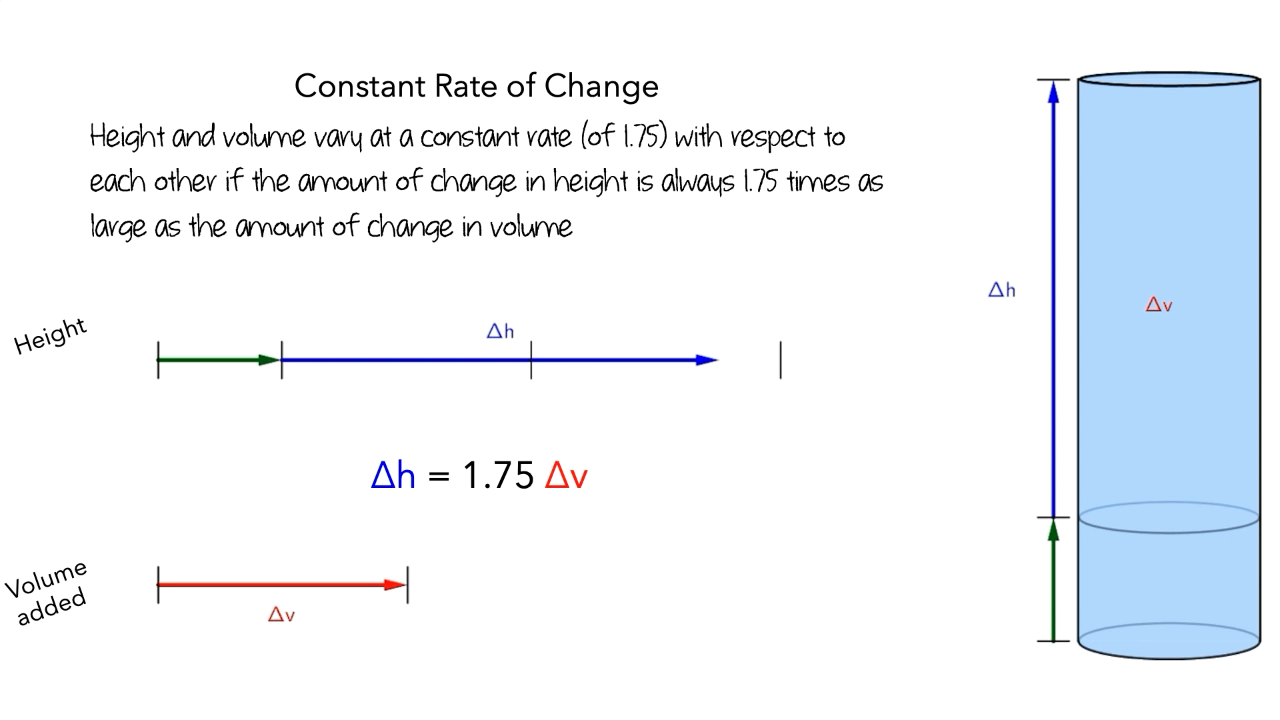 Constant Rate of Change
Height and volume vary at a constant rate (of 1.75) with respect to
each other if the amount of change in height is always 1.75 times as
large as the amount of change in volume
Δh
Δv
Height
Δh
Δh = 1.75 Δv
Volume
added
Δv